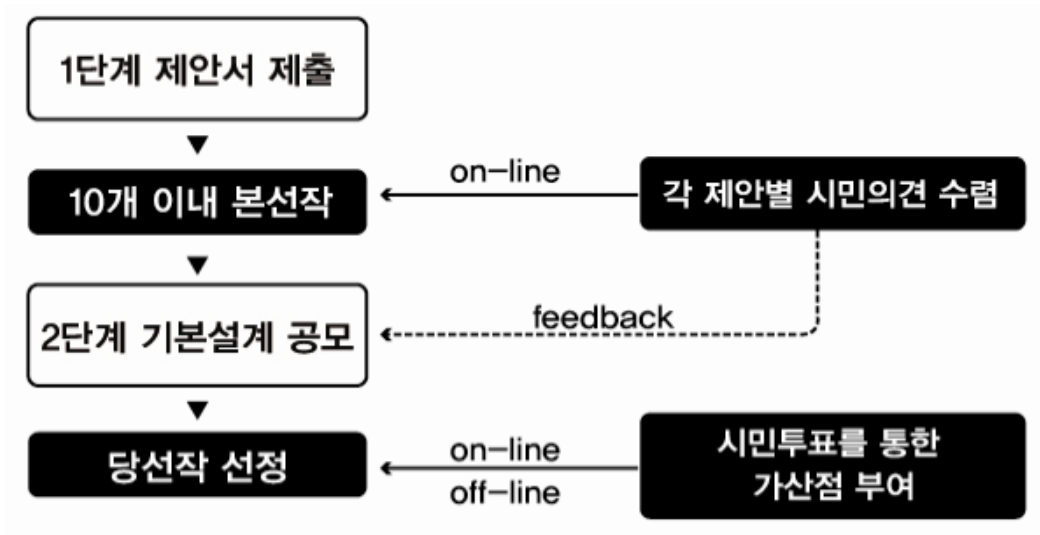 1단계 제안서 제출
▼
10개 이내 본선작
on-line
각 제안별 시민의견 수렴
▼
2단계 기본설계 공모
feedback
▼
당선작 선정
on-line
off-line
시민투표를 통한
가산점 부여